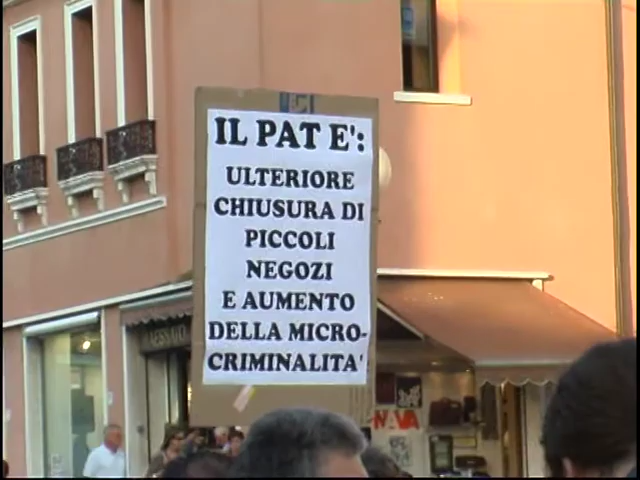 IL PAT E':
ULTERIORE
CHIUSURA DI
PICCOLI
NEGOZI
E AUMENTO
DELLA MICRO-
CRIMINALITA'